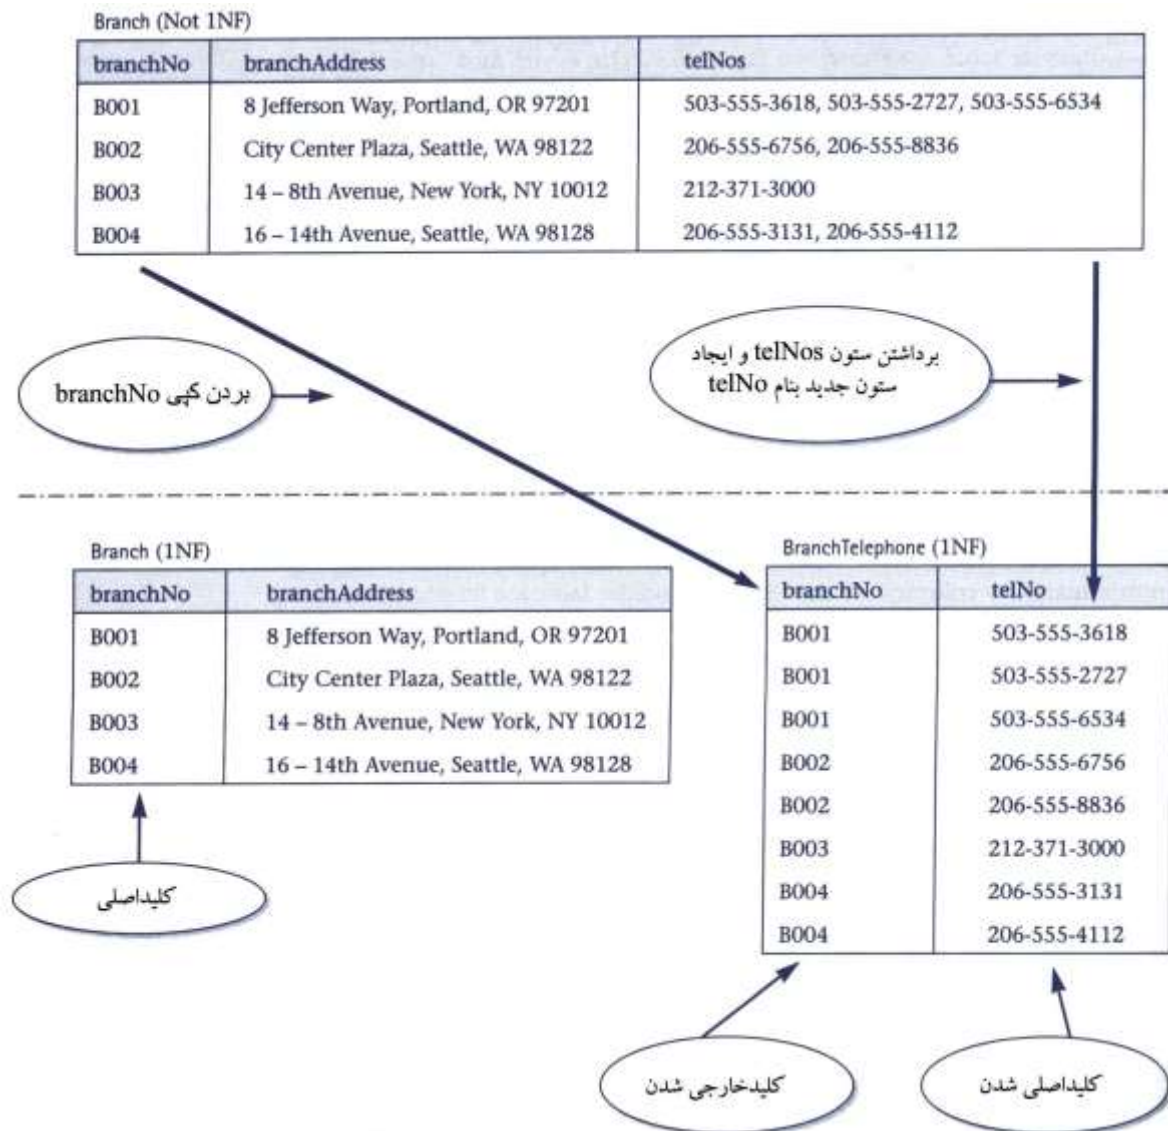 Branch (Not 1NF)
branchNo branchAddress telNos
B001 8 Jefferson Way, Portland, OR 97201 503-555-3618, 503-555-2727, 503-555-6534
B002 City Center Plaza, Seattle, WA 98122 206-555-6756, 206-555-8836
B003 14 – 8th Avenue, New York, NY 10012 212-371-3000
B004 16 – 14th Avenue, Seattle, WA 98128 206-555-3131, 206-555-4112
بردن کپی branchNo
برداشتن ستون telNos و ایجاد
ستون جدید بنام telNo
Branch (1NF)
branchNo branchAddress
B001 8 Jefferson Way, Portland, OR 97201
B002 City Center Plaza, Seattle, WA 98122
B003 14 – 8th Avenue, New York, NY 10012
B004 16 – 14th Avenue, Seattle, WA 98128
کلیداصلی
BranchTelephone (1NF)
branchNo telNo
B001 503-555-3618
B001 503-555-2727
B001 503-555-6534
B002 206-555-6756
B002 206-555-8836
B003 212-371-3000
B004 206-555-3131
B004 206-555-4112
کلیدخارجی شدن
کلیداصلی شدن